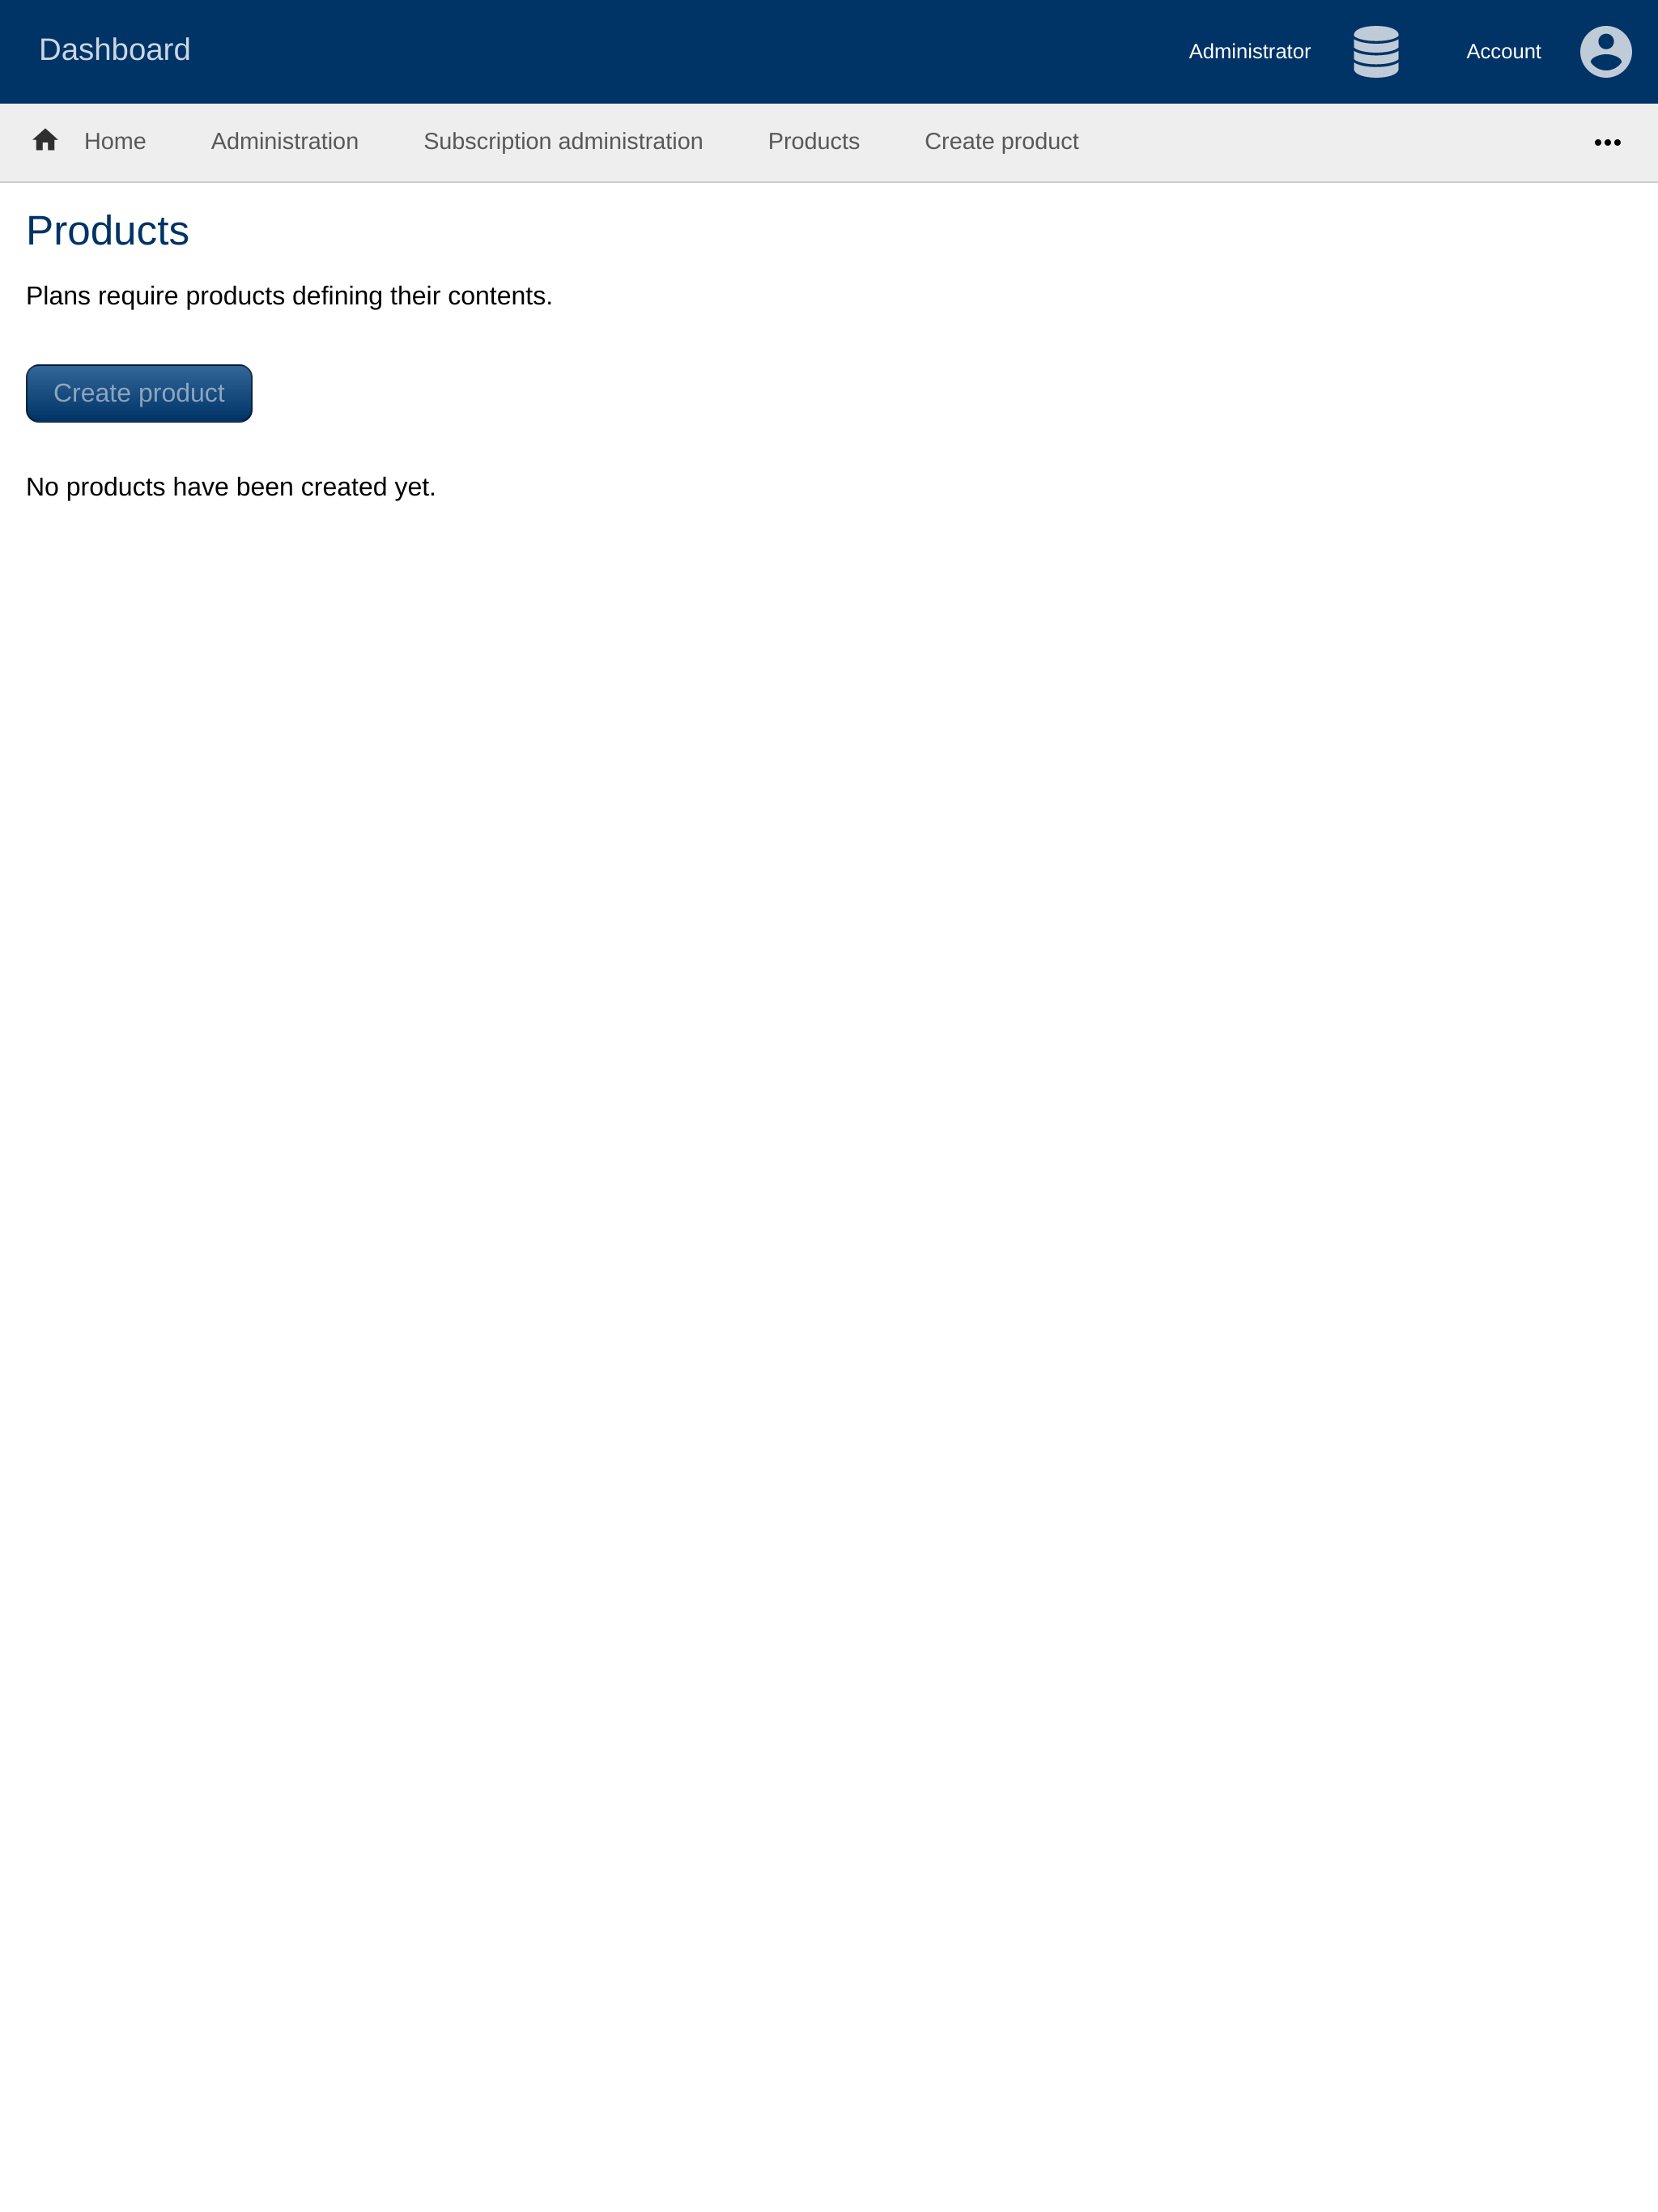 Dashboard
Administrator
Account
Home
Administration
Subscription administration
Products
Create product
Products
Plans require products defining their contents.
Create product
No products have been created yet.